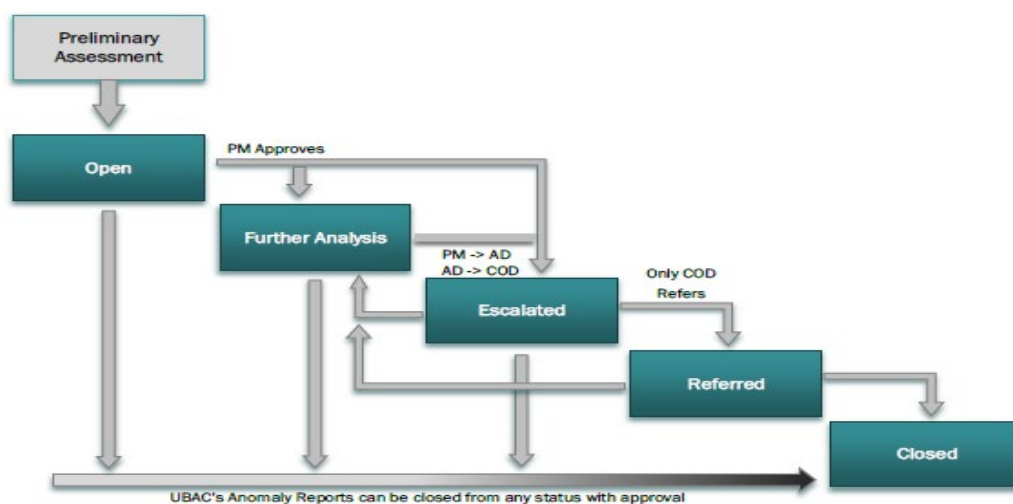 Preliminary
Assessment
Open
PM Approves
Further Analysis
PM -> AD
AD -> COD
Escalated
Only COD
Refers
Referred
Closed
UBAC's Anomaly Reports can be closed from any status with approval